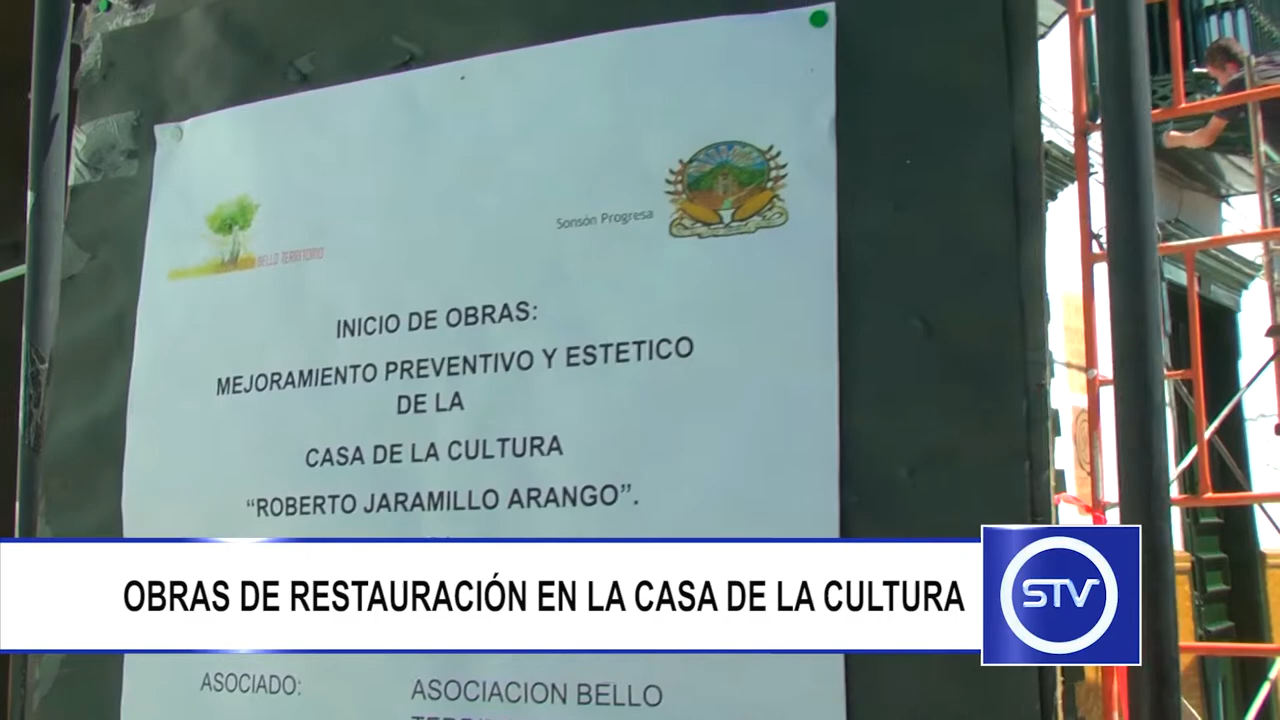 Sonsón Progresa
BELLO TERRITORIO
INICIO DE OBRAS:
MEJORAMIENTO PREVENTIVO Y ESTETICO
DE LA
CASA DE LA CULTURA
“ROBERTO JARAMILLO ARANGO”.
OBRAS DE RESTAURACIÓN EN LA CASA DE LA CULTURA
STV
ASOCIADO: ASOCIACION BELLO